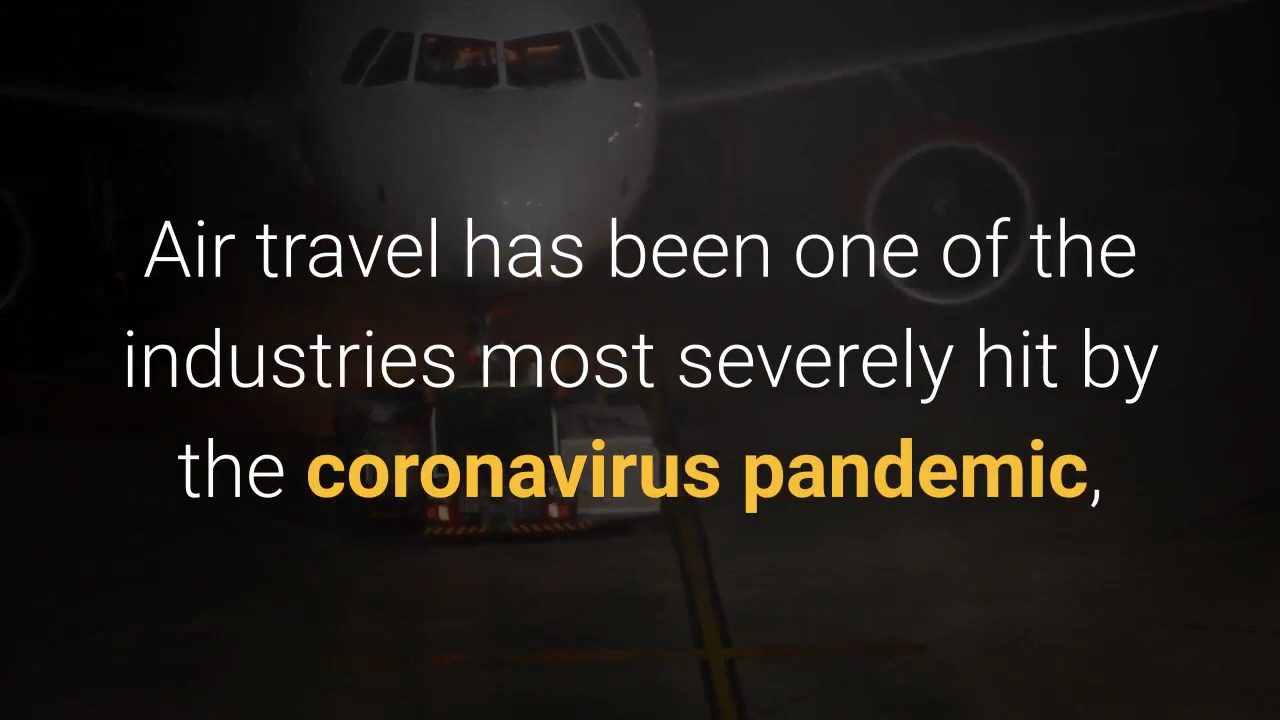 Air travel has been one of the
industries most severely hit by
the coronavirus pandemic,